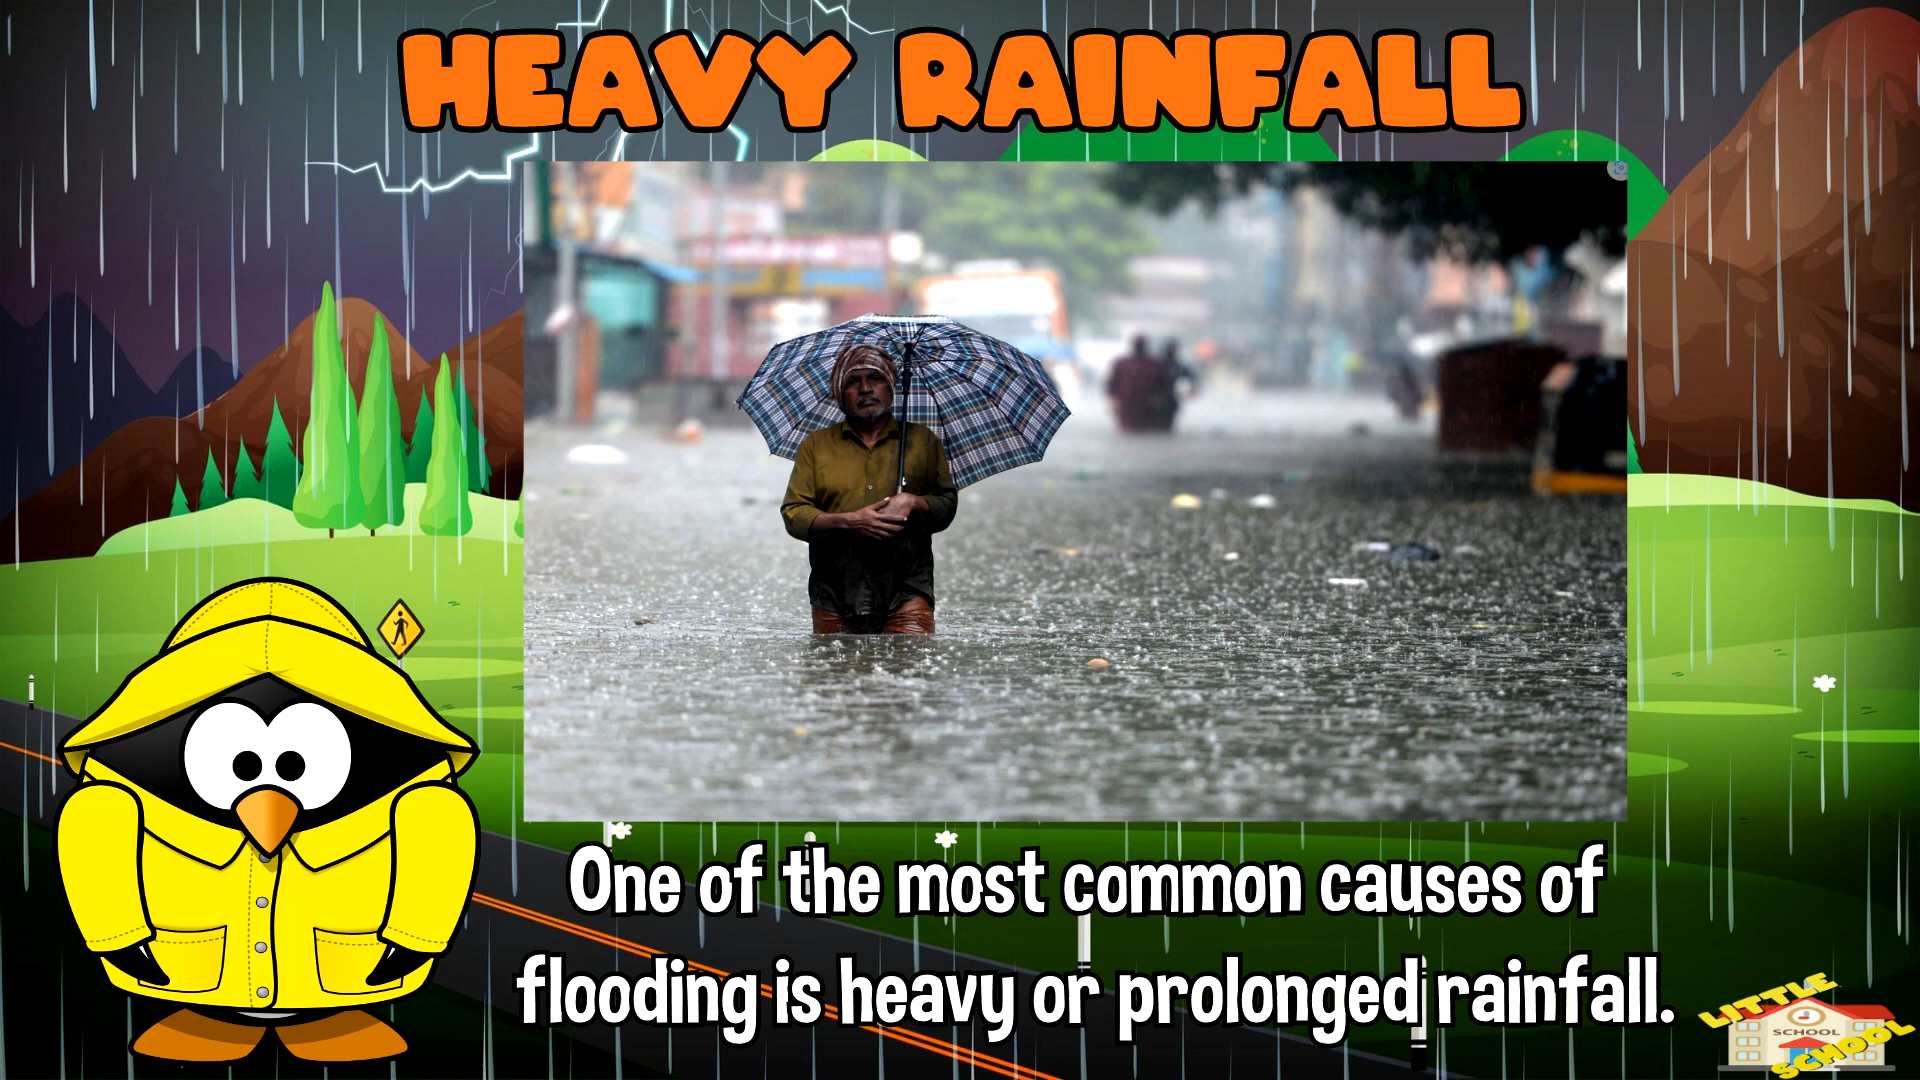 HEAVY RAINFALL
One of the most common causes of
flooding is heavy or prolonged rainfall.
LITTLE
SCHOOL
SCHOOL